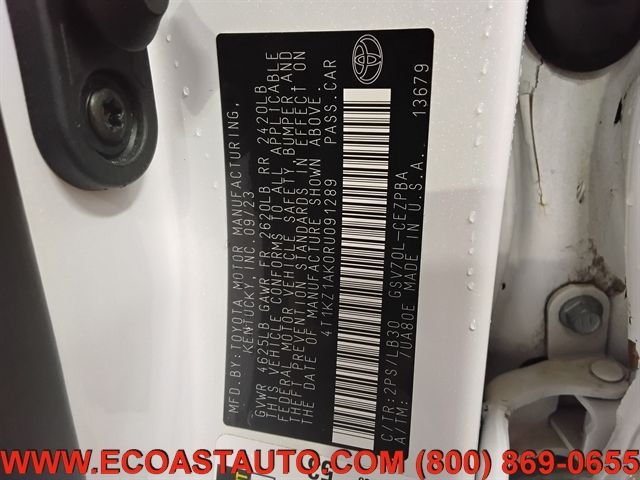 MFD.BY:TOYOTA MOTOR MANUFACTURING,
KENTUCKY, INC. 09/23
GVWR 4625LB GAWR FR 2620LB RR 2420LB
THIS VEHICLE CONFORMS TO ALL APPLICABLE
FEDERAL MOTOR VEHICLE SAFETY, BUMPER AND
THEFT PREVENTION STANDARDS IN EFFECT ON
THE DATE OF MANUFACTURE SHOWN ABOVE.
4T1KZ1AK0RU091289 PASS.CAR
C/TR:2PS/LB30 GSV70L-CEZPBA
A/TM: /UA80E MADE IN U.S.A. 13679
WWW.ECOASTAUTO.COM (800) 869-0655